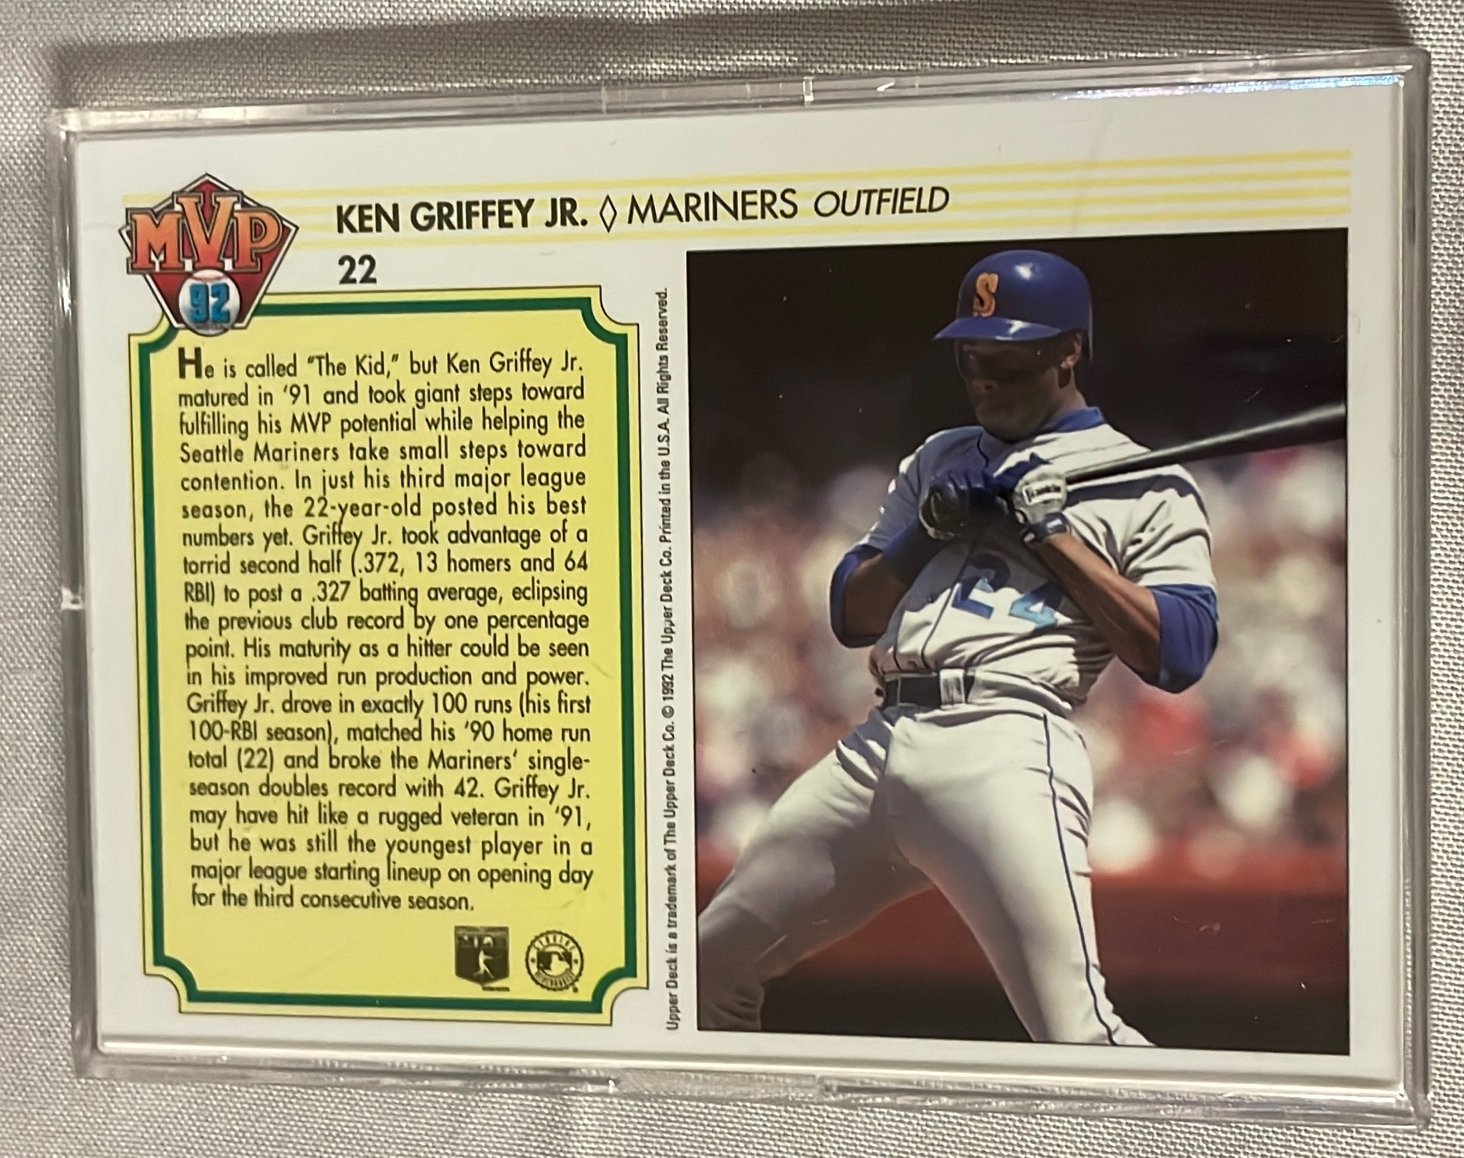 MVP
92
KEN GRIFFEY JR. ◊ MARINERS OUTFIELD
22
He is called "The Kid," but Ken Griffey Jr.
matured in '91 and took giant steps toward
fulfilling his MVP potential while helping the
Seattle Mariners take small steps toward
contention. In just his third major league
season, the 22-year-old posted his best
numbers yet. Griffey Jr. took advantage of a
torrid second half (.372, 13 homers and 64
RBI) to post a .327 batting average, eclipsing
the previous club record by one percentage
point. His maturity as a hitter could be seen
in his improved run production and power.
Griffey Jr. drove in exactly 100 runs (his first
100-RBI season), matched his '90 home run
total (22) and broke the Mariners' single-
season doubles record with 42. Griffey Jr.
may have hit like a rugged veteran in '91,
but he was still the youngest player in a
major league starting lineup on opening day
for the third consecutive season.
Upper Deck is a trademark of The Upper Deck Co. © 1992 The Upper Deck Co. Printed in the U.S.A. All Rights Reserved.
S
24